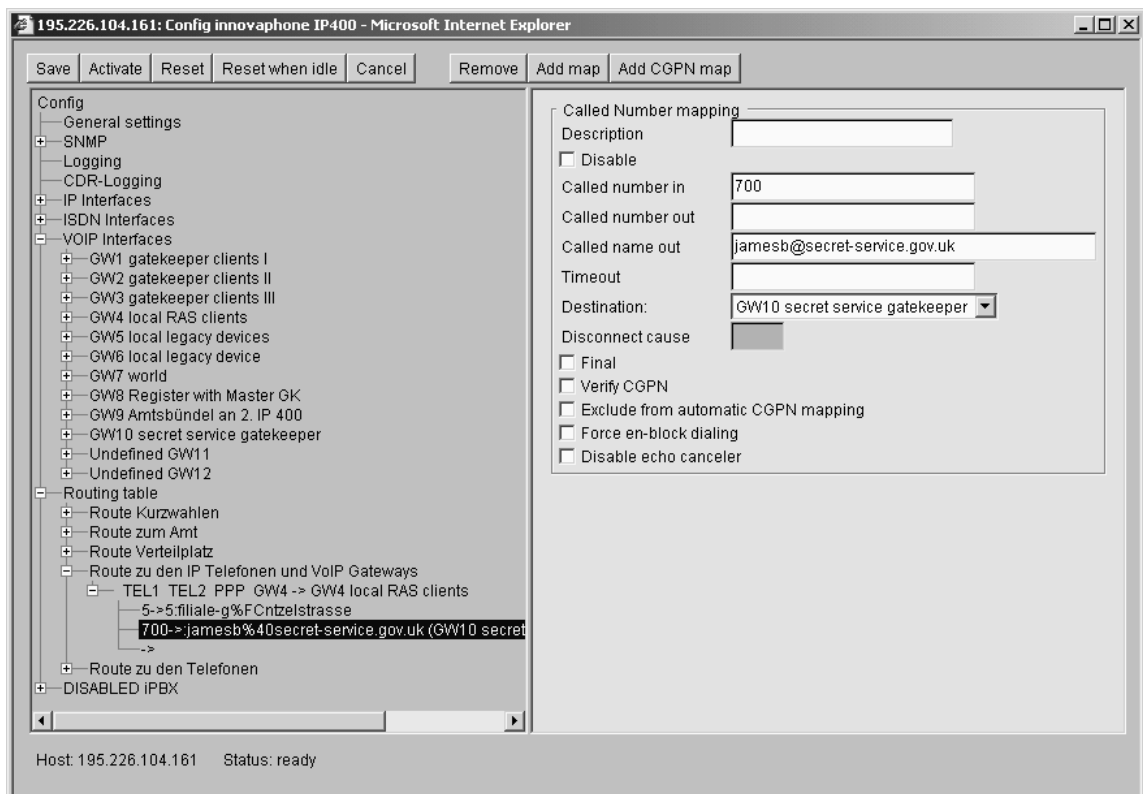 195.226.104.161: Config innovaphone IP400 - Microsoft Internet Explorer
Save Activate Reset Reset when idle Cancel Remove Add map Add CGPN map
Config
General settings
SNMP
Logging
CDR-Logging
IP Interfaces
ISDN Interfaces
VOIP Interfaces
GW1 gatekeeper clients I
GW2 gatekeeper clients II
GW3 gatekeeper clients III
GW4 local RAS clients
GW5 local legacy devices
GW6 local legacy device
GW7 world
GW8 Register with Master GK
GW9 Amtsbündel an 2. IP 400
GW10 secret service gatekeeper
Undefined GW11
Undefined GW12
Routing table
Route Kurzwahlen
Route zum Amt
Route Verteilplatz
Route zu den IP Telefonen und VoIP Gateways
TEL1 TEL2 PPP GW4 -> GW4 local RAS clients
5->5:filiale-g%FCntzelstrasse
700->:jamesb%40secret-service.gov.uk (GW10 secret
->
Route zu den Telefonen
DISABLED iPBX
Called Number mapping
Description
Disable
Called number in 700
Called number out
Called name out jamesb@secret-service.gov.uk
Timeout
Destination: GW10 secret service gatekeeper
Disconnect cause
Final
Verify CGPN
Exclude from automatic CGPN mapping
Force en-block dialing
Disable echo canceler
Host: 195.226.104.161 Status: ready